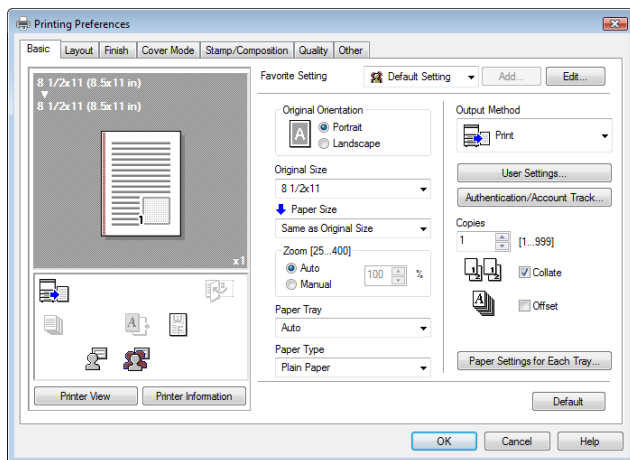 Printing Preferences
Basic Layout Finish Cover Mode Stamp/Composition Quality Other
8 1/2x11 (8.5x11 in)
8 1/2x11 (8.5x11 in)
1
x1
Printer View Printer Information
Favorite Setting Default Setting Add... Edit...
Original Orientation
A Portrait
Landscape
Original Size
8 1/2x11
Paper Size
Same as Original Size
Zoom [25...400]
Auto
Manual
100 %
Paper Tray
Auto
Paper Type
Plain Paper
Output Method
Print
User Settings...
Authentication/Account Track...
Copies
1 [1...999]
Collate
Offset
Paper Settings for Each Tray...
Default
OK Cancel Help